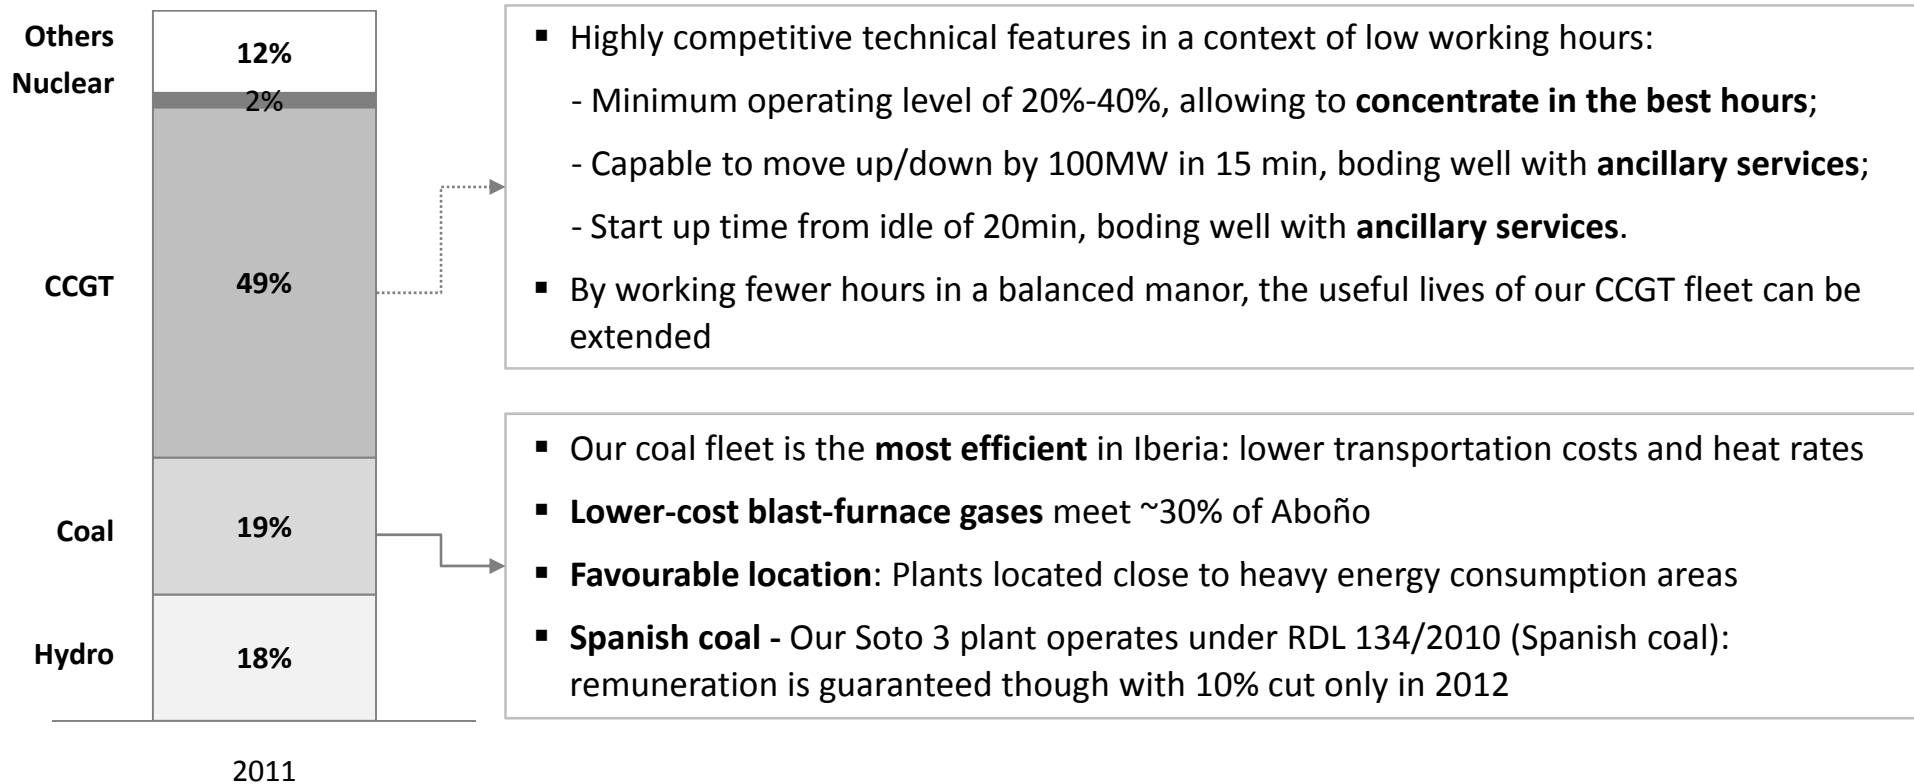 Others
12%
Nuclear
2%
CCGT
49%
Coal
19%
Hydro
18%
2011
▪ Highly competitive technical features in a context of low working hours:
- Minimum operating level of 20%-40%, allowing to concentrate in the best hours;
- Capable to move up/down by 100MW in 15 min, boding well with ancillary services;
- Start up time from idle of 20min, boding well with ancillary services.
▪ By working fewer hours in a balanced manor, the useful lives of our CCGT fleet can be
extended
▪ Our coal fleet is the most efficient in Iberia: lower transportation costs and heat rates
▪ Lower-cost blast-furnace gases meet ~30% of Aboño
▪ Favourable location: Plants located close to heavy energy consumption areas
▪ Spanish coal - Our Soto 3 plant operates under RDL 134/2010 (Spanish coal):
remuneration is guaranteed though with 10% cut only in 2012